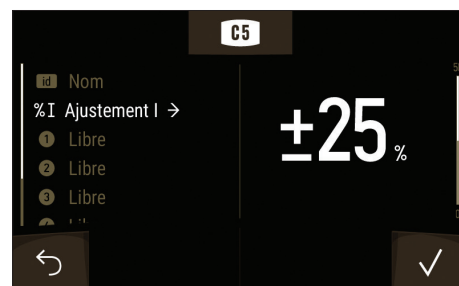 C5
id Nom
%I Ajustement I →
1 Libre
2 Libre
3 Libre
±25 %